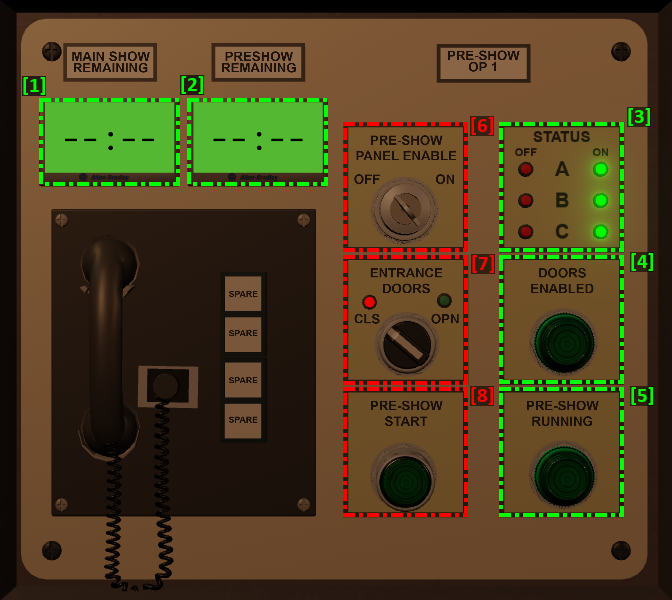 MAIN SHOW
REMAINING
PRESHOW
REMAINING
PRE-SHOW
OP 1
[1]
[2]
[3]
--:--
--:--
Allen-Bradley
Allen-Bradley
[6]
PRE-SHOW
PANEL ENABLE
OFF ON
STATUS
OFF ON
A
B
C
[7]
ENTRANCE
DOORS
CLS OPN
[4]
DOORS
ENABLED
SPARE
SPARE
SPARE
SPARE
[8]
PRE-SHOW
START
[5]
PRE-SHOW
RUNNING